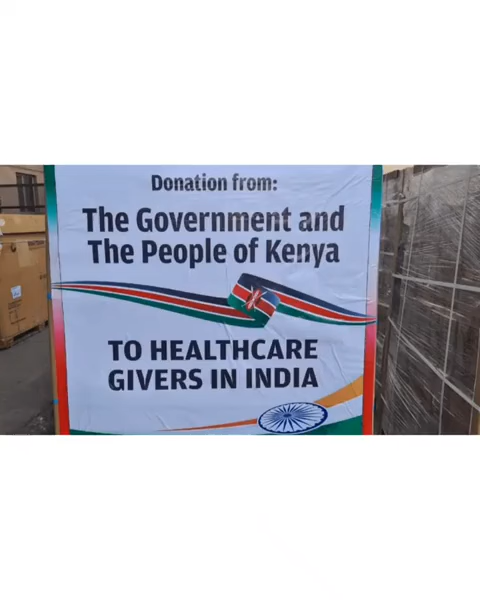 Donation from:
The Government and
The People of Kenya
TO HEALTHCARE
GIVERS IN INDIA